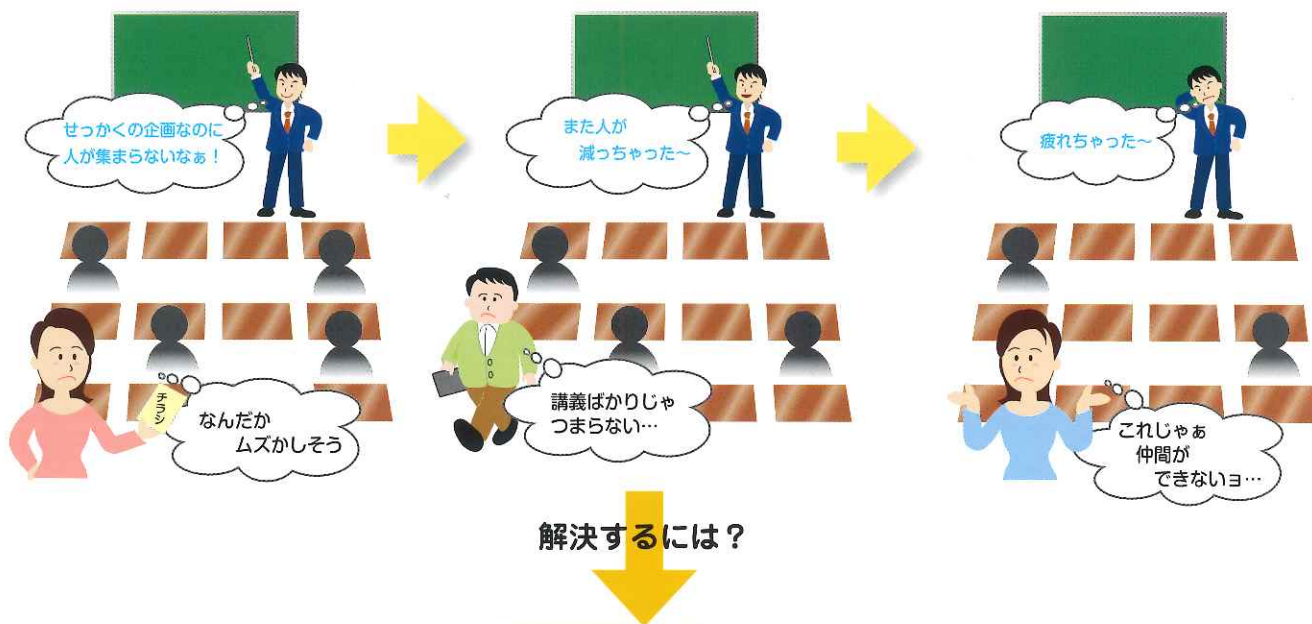 せっかくの企画なのに
人が集まらないなぁ！
また人が
減っちゃった～
疲れちゃった～
チラシ
なんだか
ムズかしそう
講義ばかりじゃ
つまらない…
これじゃぁ
仲間が
できないョ…
解決するには？